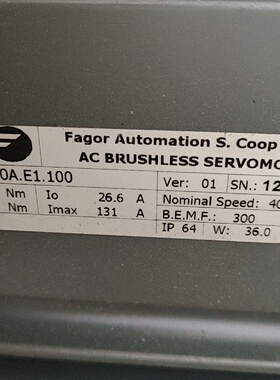 Fagor Automation S. Coop
AC BRUSHLESS SERVOMO
0A.E1.100 Ver: 01 SN.: 12
Nm Io 26.6 A Nominal Speed: 40
Nm Imax 131 A B.E.M.F.: 300
IP 64 W: 36.0